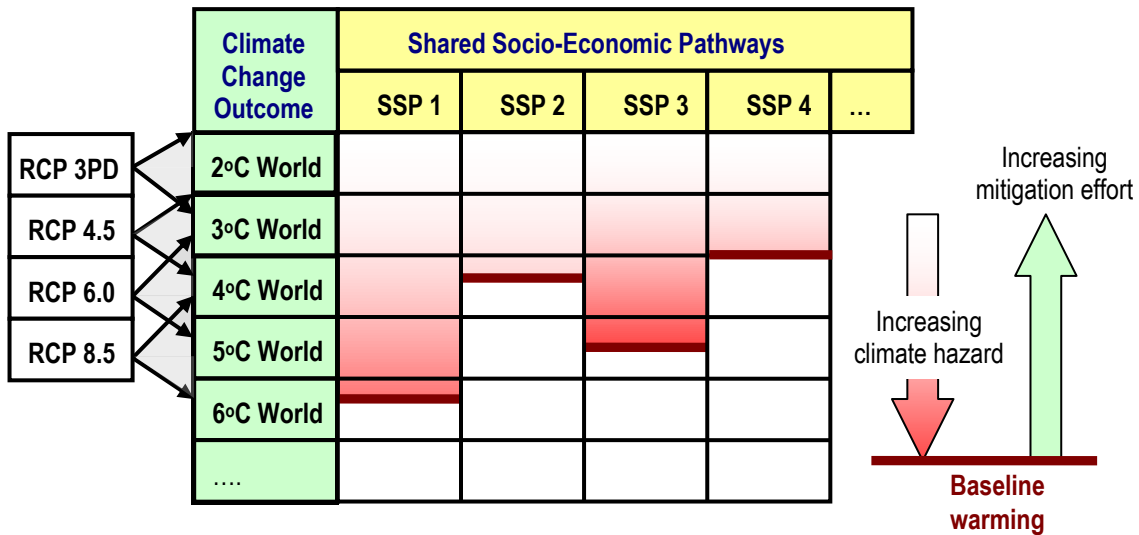 Climate
Change
Outcome
Shared Socio-Economic Pathways
SSP 1
SSP 2
SSP 3
SSP 4
...
RCP 3PD
RCP 4.5
RCP 6.0
RCP 8.5
2oC World
3oC World
4oC World
5oC World
6oC World
....
Increasing
mitigation effort
Increasing
climate hazard
Baseline
warming